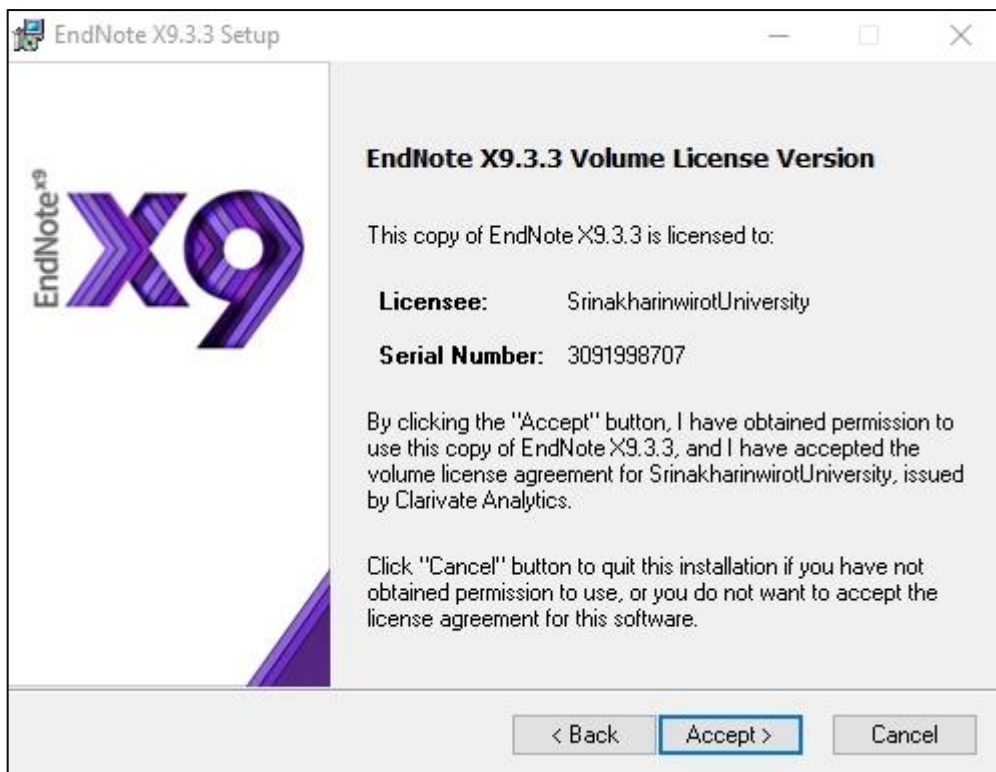 EndNote X9.3.3 Setup
EndNote X9
X9
EndNote X9.3.3 Volume License Version
This copy of EndNote X9.3.3 is licensed to:
Licensee: SrinakharinwirotUniversity
Serial Number: 3091998707
By clicking the "Accept" button, I have obtained permission to
use this copy of EndNote X9.3.3, and I have accepted the
volume license agreement for SrinakharinwirotUniversity, issued
by Clarivate Analytics.
Click "Cancel" button to quit this installation if you have not
obtained permission to use, or you do not want to accept the
license agreement for this software.
< Back Accept > Cancel